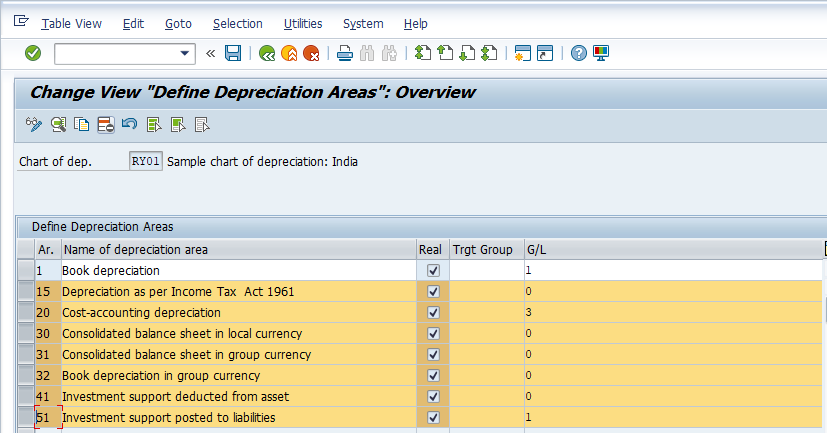 Table View Edit Goto Selection Utilities System Help
Change View "Define Depreciation Areas": Overview
Chart of dep. RY01 Sample chart of depreciation: India
Define Depreciation Areas
Ar. Name of depreciation area Real Trgt Group G/L
1 Book depreciation 1
15 Depreciation as per Income Tax Act 1961 0
20 Cost-accounting depreciation 3
30 Consolidated balance sheet in local currency 0
31 Consolidated balance sheet in group currency 0
32 Book depreciation in group currency 0
41 Investment support deducted from asset 0
51 Investment support posted to liabilities 1